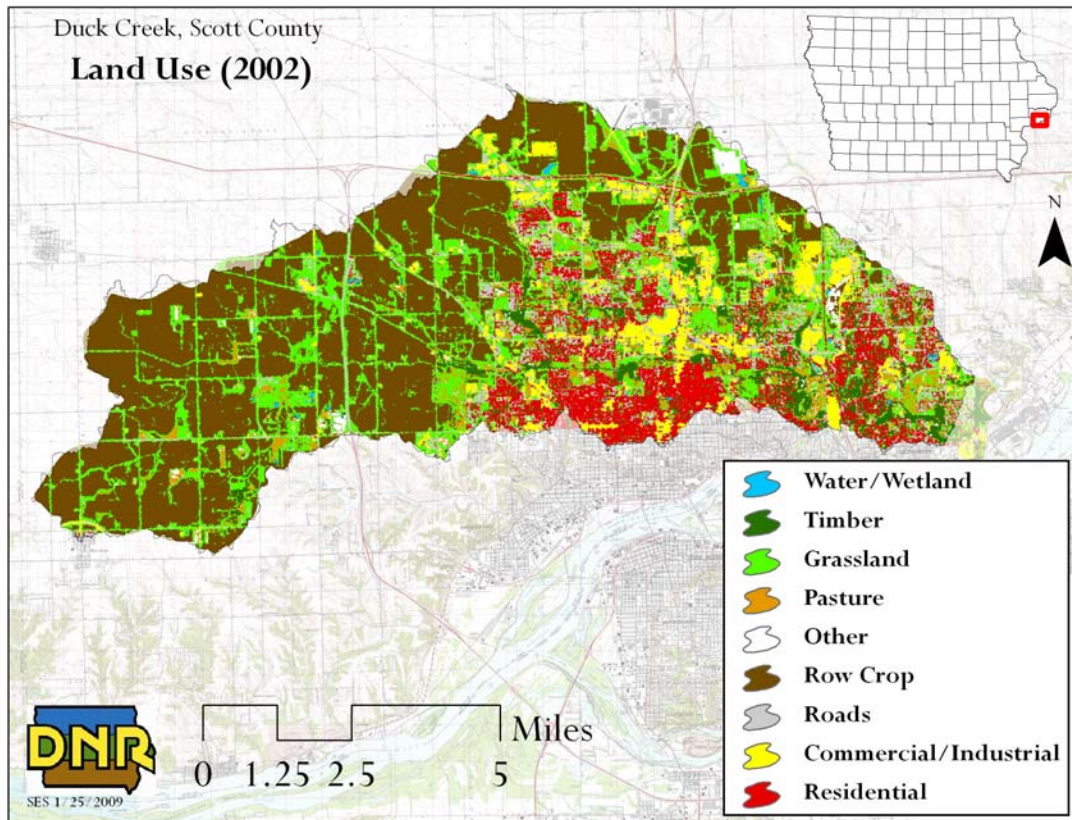 Duck Creek, Scott County
Land Use (2002)
N
Water/Wetland
Timber
Grassland
Pasture
Other
Row Crop
Roads
Commercial/Industrial
Residential
DNR
SES 1/25/2009
0 1.25 2.5 5
Miles